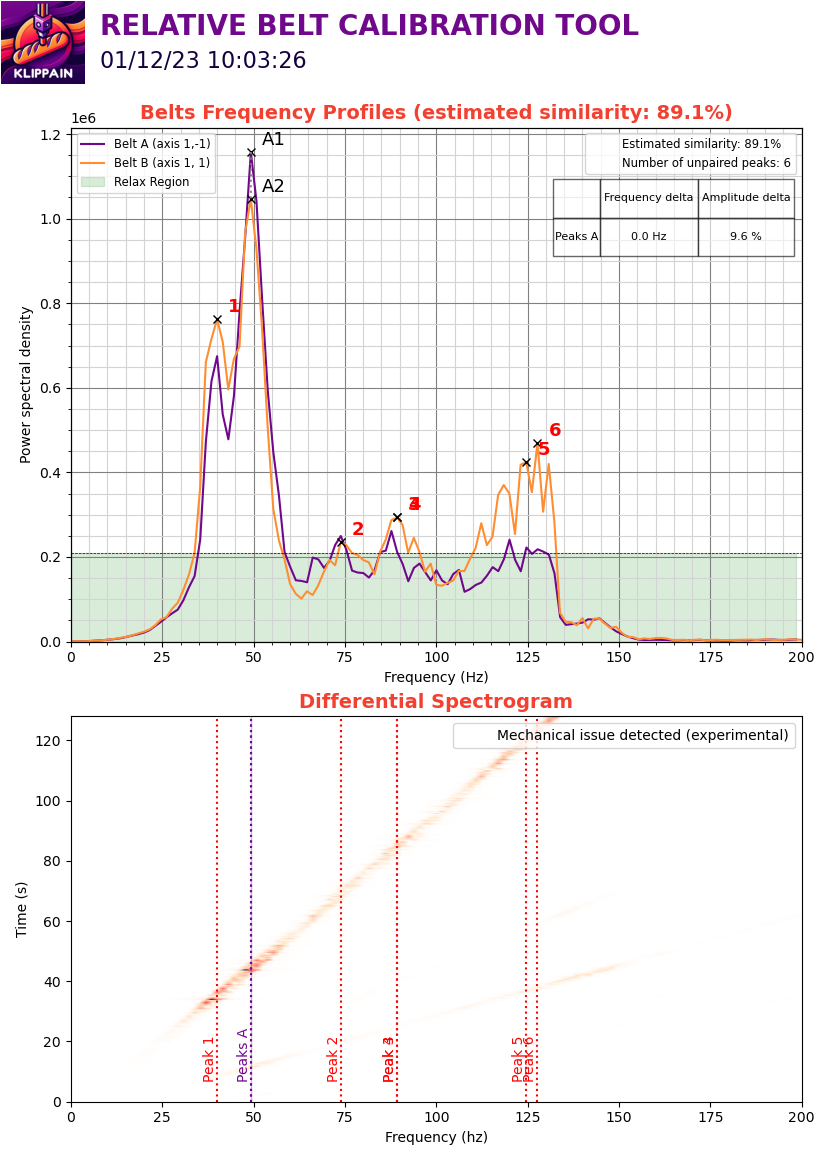 KLIPPAIN
RELATIVE BELT CALIBRATION TOOL
01/12/23 10:03:26
Belts Frequency Profiles (estimated similarity: 89.1%)
1e6
Belt A (axis 1,-1)
Belt B (axis 1, 1)
Relax Region
Estimated similarity: 89.1%
Number of unpaired peaks: 6
Frequency delta
Amplitude delta
Peaks A
0.0 Hz
9.6 %
A1
A2
1
2
3
4
5
6
Power spectral density
1.2
1.0
0.8
0.6
0.4
0.2
0.0
0
25
50
75
100
125
150
175
200
Frequency (Hz)
Differential Spectrogram
Mechanical issue detected (experimental)
Time (s)
120
100
80
60
40
20
0
Peak 1
Peaks A
Peak 2
Peak 3
Peak 4
Peak 5
Peak 6
0
25
50
75
100
125
150
175
200
Frequency (hz)